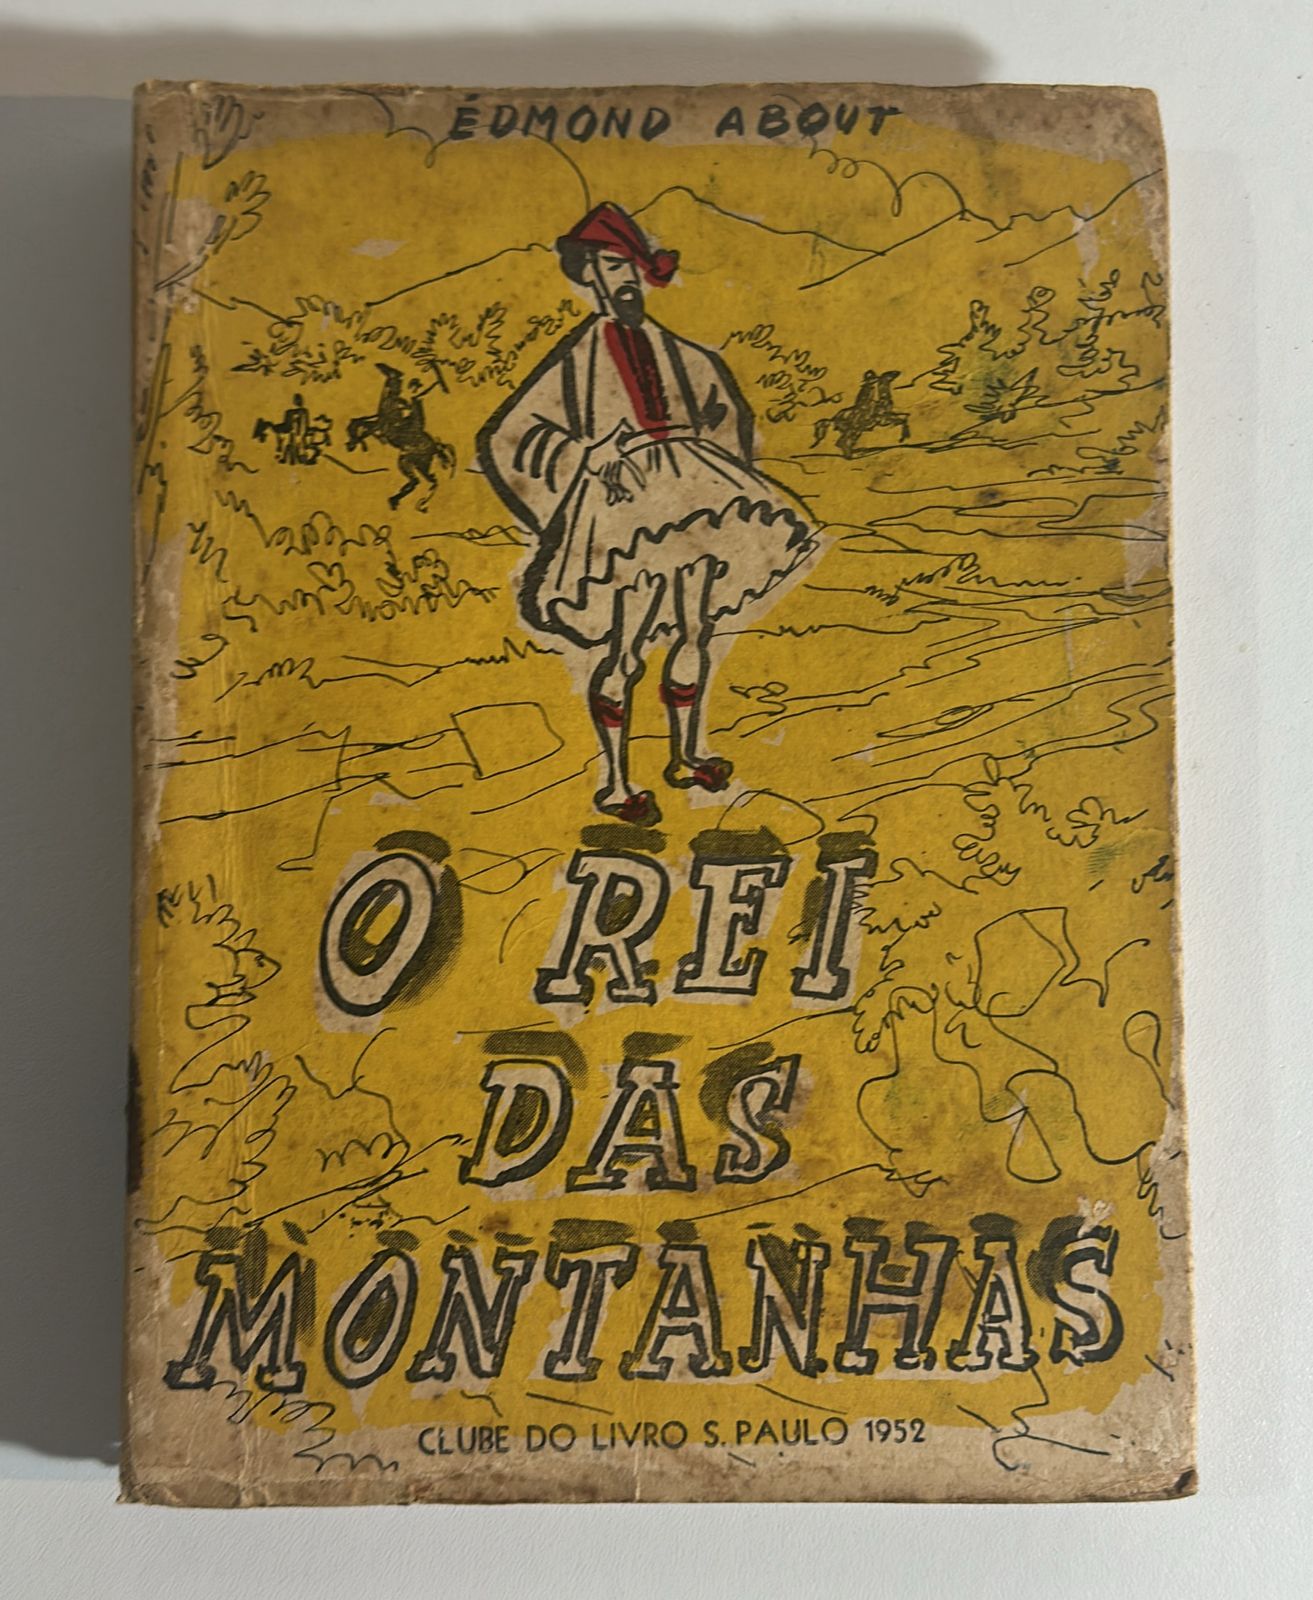 ÉDMOND ABOUT
O REI
DAS
MONTANHAS
CLUBE DO LIVRO S. PAULO 1952